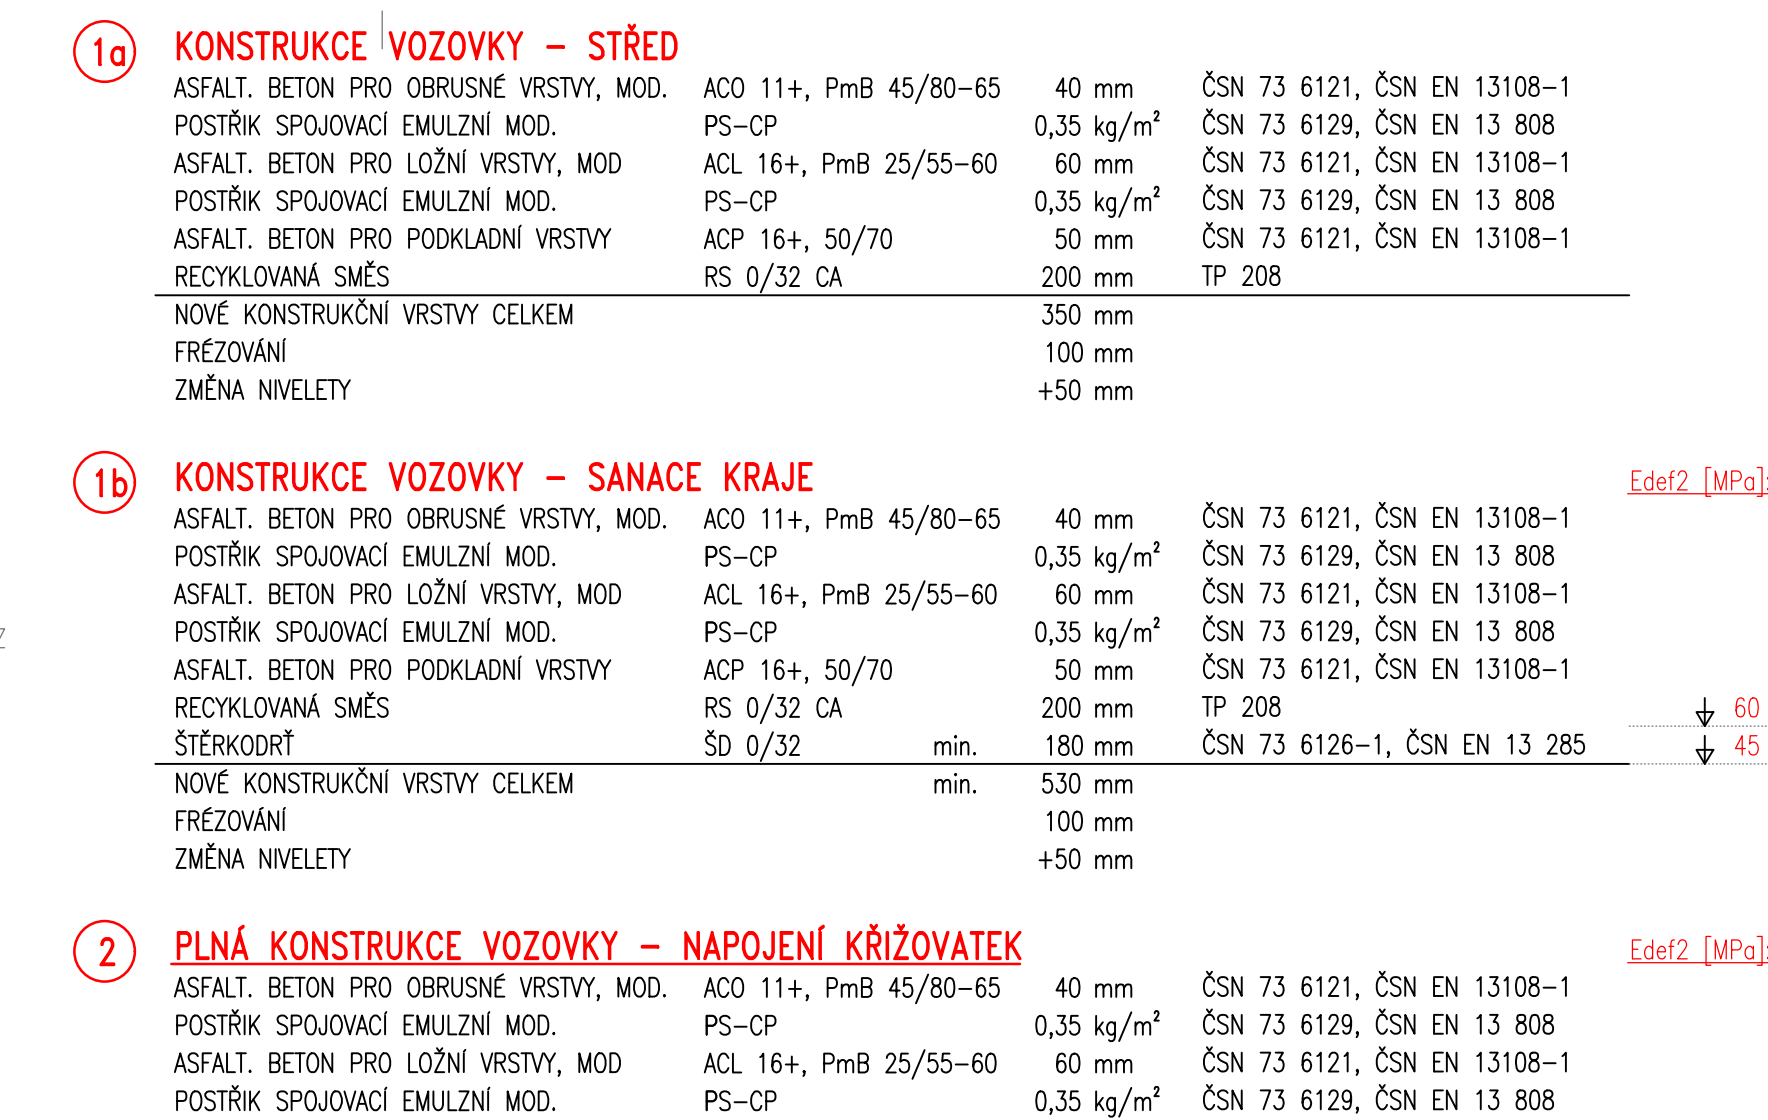 1a KONSTRUKCE VOZOVKY – STŘED
ASFALT. BETON PRO OBRUSNÉ VRSTVY, MOD. ACO 11+, PmB 45/80–65 40 mm ČSN 73 6121, ČSN EN 13108–1
POSTŘIK SPOJOVACÍ EMULZNÍ MOD. PS–CP 0,35 kg/m² ČSN 73 6129, ČSN EN 13 808
ASFALT. BETON PRO LOŽNÍ VRSTVY, MOD ACL 16+, PmB 25/55–60 60 mm ČSN 73 6121, ČSN EN 13108–1
POSTŘIK SPOJOVACÍ EMULZNÍ MOD. PS–CP 0,35 kg/m² ČSN 73 6129, ČSN EN 13 808
ASFALT. BETON PRO PODKLADNÍ VRSTVY ACP 16+, 50/70 50 mm ČSN 73 6121, ČSN EN 13108–1
RECYKLOVANÁ SMĚS RS 0/32 CA 200 mm TP 208
NOVÉ KONSTRUKČNÍ VRSTVY CELKEM 350 mm
FRÉZOVÁNÍ 100 mm
ZMĚNA NIVELETY +50 mm
1b KONSTRUKCE VOZOVKY – SANACE KRAJE Edef2 [MPa]:
ASFALT. BETON PRO OBRUSNÉ VRSTVY, MOD. ACO 11+, PmB 45/80–65 40 mm ČSN 73 6121, ČSN EN 13108–1
POSTŘIK SPOJOVACÍ EMULZNÍ MOD. PS–CP 0,35 kg/m² ČSN 73 6129, ČSN EN 13 808
ASFALT. BETON PRO LOŽNÍ VRSTVY, MOD ACL 16+, PmB 25/55–60 60 mm ČSN 73 6121, ČSN EN 13108–1
POSTŘIK SPOJOVACÍ EMULZNÍ MOD. PS–CP 0,35 kg/m² ČSN 73 6129, ČSN EN 13 808
ASFALT. BETON PRO PODKLADNÍ VRSTVY ACP 16+, 50/70 50 mm ČSN 73 6121, ČSN EN 13108–1
RECYKLOVANÁ SMĚS RS 0/32 CA 200 mm TP 208 60
ŠTĚRKODRŤ ŠD 0/32 min. 180 mm ČSN 73 6126–1, ČSN EN 13 285 45
NOVÉ KONSTRUKČNÍ VRSTVY CELKEM min. 530 mm
FRÉZOVÁNÍ 100 mm
ZMĚNA NIVELETY +50 mm
2 PLNÁ KONSTRUKCE VOZOVKY – NAPOJENÍ KŘIŽOVATEK Edef2 [MPa]:
ASFALT. BETON PRO OBRUSNÉ VRSTVY, MOD. ACO 11+, PmB 45/80–65 40 mm ČSN 73 6121, ČSN EN 13108–1
POSTŘIK SPOJOVACÍ EMULZNÍ MOD. PS–CP 0,35 kg/m² ČSN 73 6129, ČSN EN 13 808
ASFALT. BETON PRO LOŽNÍ VRSTVY, MOD ACL 16+, PmB 25/55–60 60 mm ČSN 73 6121, ČSN EN 13108–1
POSTŘIK SPOJOVACÍ EMULZNÍ MOD. PS–CP 0,35 kg/m² ČSN 73 6129, ČSN EN 13 808